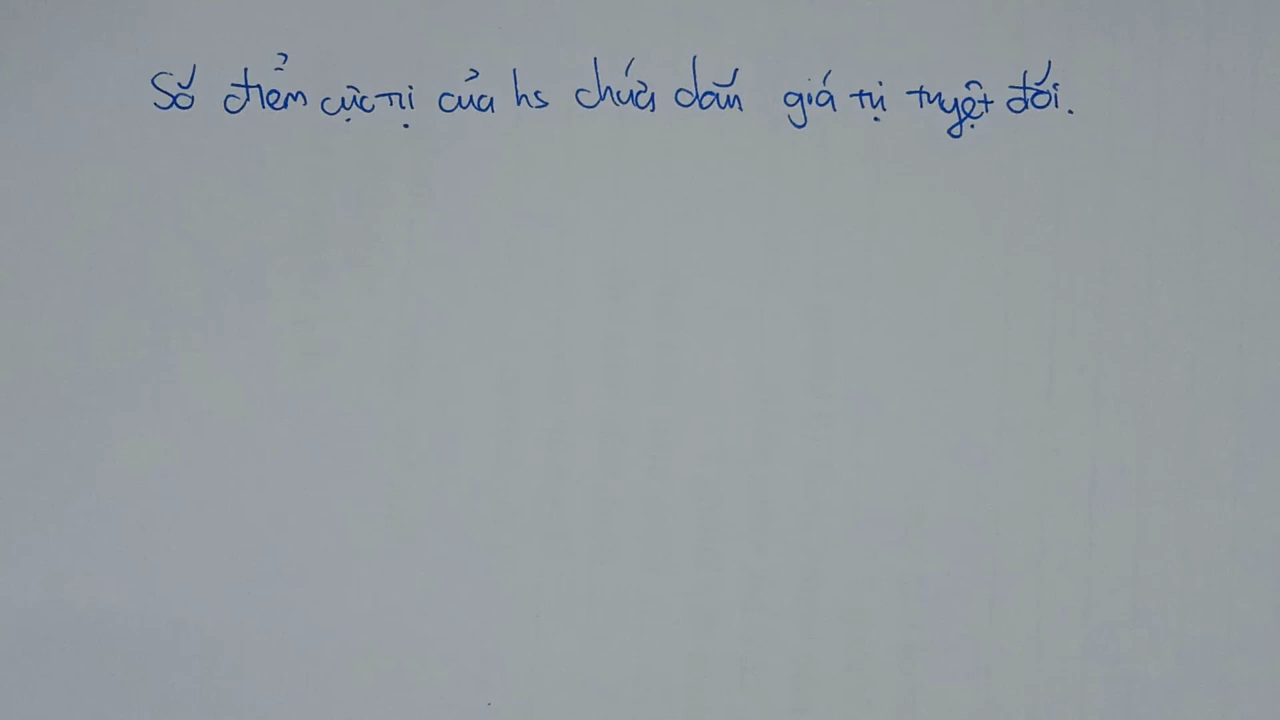 Số điểm cực trị của hs chứa dấu giá trị tuyệt đối.